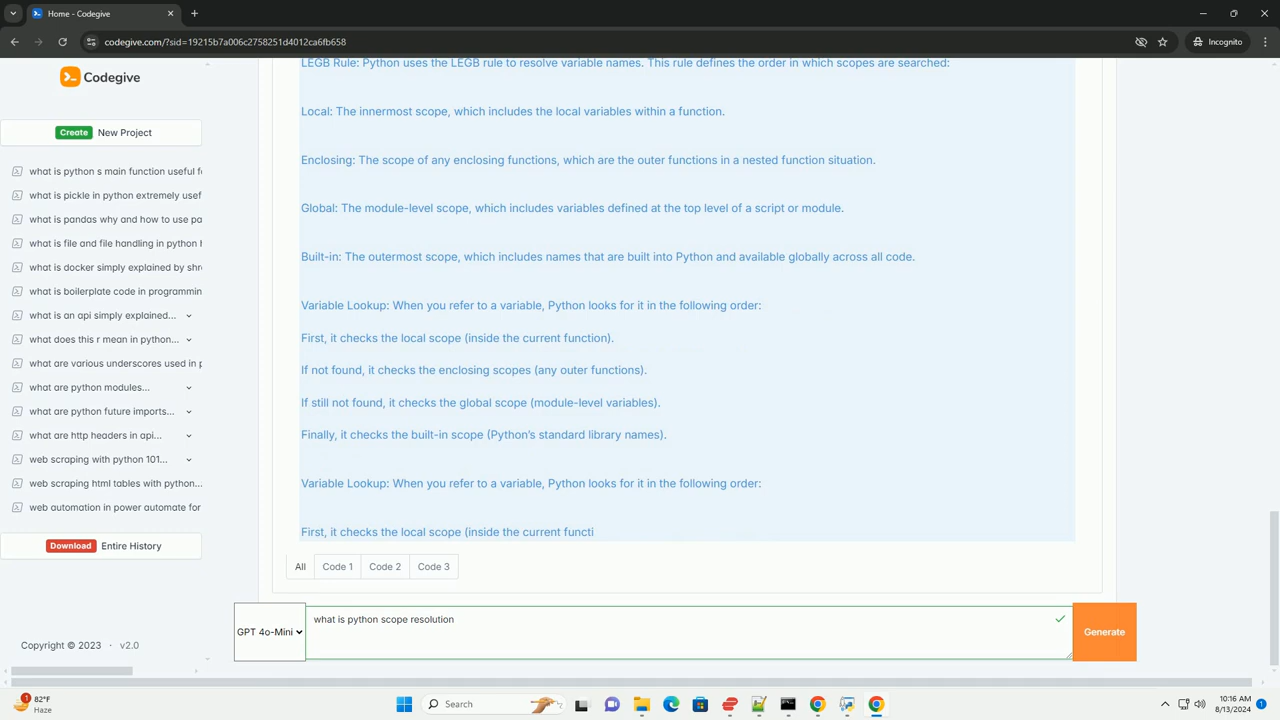 Home - Codegive
codegive.com/?sid=19215b7a006c2758251d4012ca6fb658
Incognito
Codegive
Create New Project
what is python s main function useful f
what is pickle in python extremely usef
what is pandas why and how to use pa
what is file and file handling in python h
what is docker simply explained by shr
what is boilerplate code in programmin
what is an api simply explained...
what does this r mean in python...
what are various underscores used in p
what are python modules...
what are python future imports...
what are http headers in api...
web scraping with python 101...
web scraping html tables with python...
web automation in power automate for
Download Entire History
Copyright © 2023 · v2.0
LEGB Rule: Python uses the LEGB rule to resolve variable names. This rule defines the order in which scopes are searched:
Local: The innermost scope, which includes the local variables within a function.
Enclosing: The scope of any enclosing functions, which are the outer functions in a nested function situation.
Global: The module-level scope, which includes variables defined at the top level of a script or module.
Built-in: The outermost scope, which includes names that are built into Python and available globally across all code.
Variable Lookup: When you refer to a variable, Python looks for it in the following order:
First, it checks the local scope (inside the current function).
If not found, it checks the enclosing scopes (any outer functions).
If still not found, it checks the global scope (module-level variables).
Finally, it checks the built-in scope (Python's standard library names).
Variable Lookup: When you refer to a variable, Python looks for it in the following order:
First, it checks the local scope (inside the current functi
All Code 1 Code 2 Code 3
GPT 4o-Mini
what is python scope resolution
Generate
1
82°F
Haze
Search
10:16 AM
8/13/2024
1